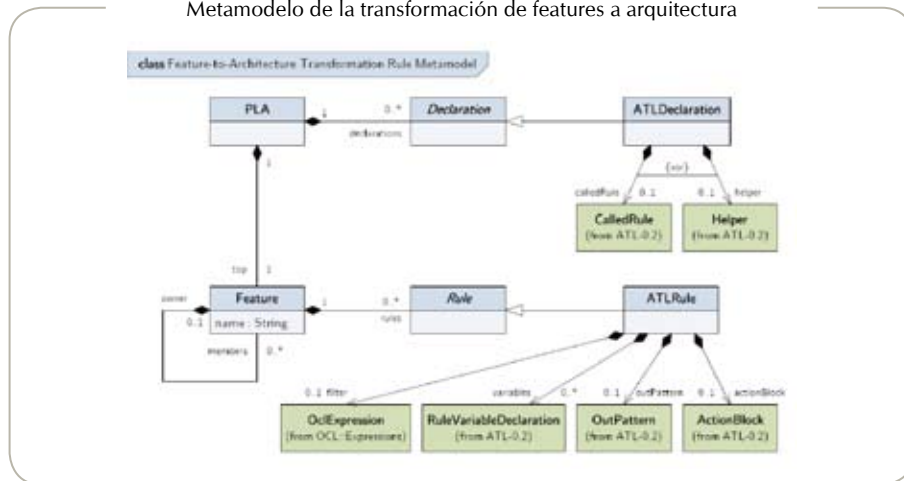 Metamodelo de la transformación de features a arquitectura
class Feature-to-Architecture Transformation Rule Metamodel
PLA
1
0..*
declarations
Declaration
ATLDeclaration
1
{xor}
calledRule
0..1
0..1
helper
CalledRule
(from ATL-0.2)
Helper
(from ATL-0.2)
top
1
owner
0..1
Feature
name : String
members
0..*
1
0..*
rules
Rule
ATLRule
0..1 filter
variables
0..*
0..1
outPattern
0..1
actionBlock
OclExpression
(from OCL::Expressions)
RuleVariableDeclaration
(from ATL-0.2)
OutPattern
(from ATL-0.2)
ActionBlock
(from ATL-0.2)